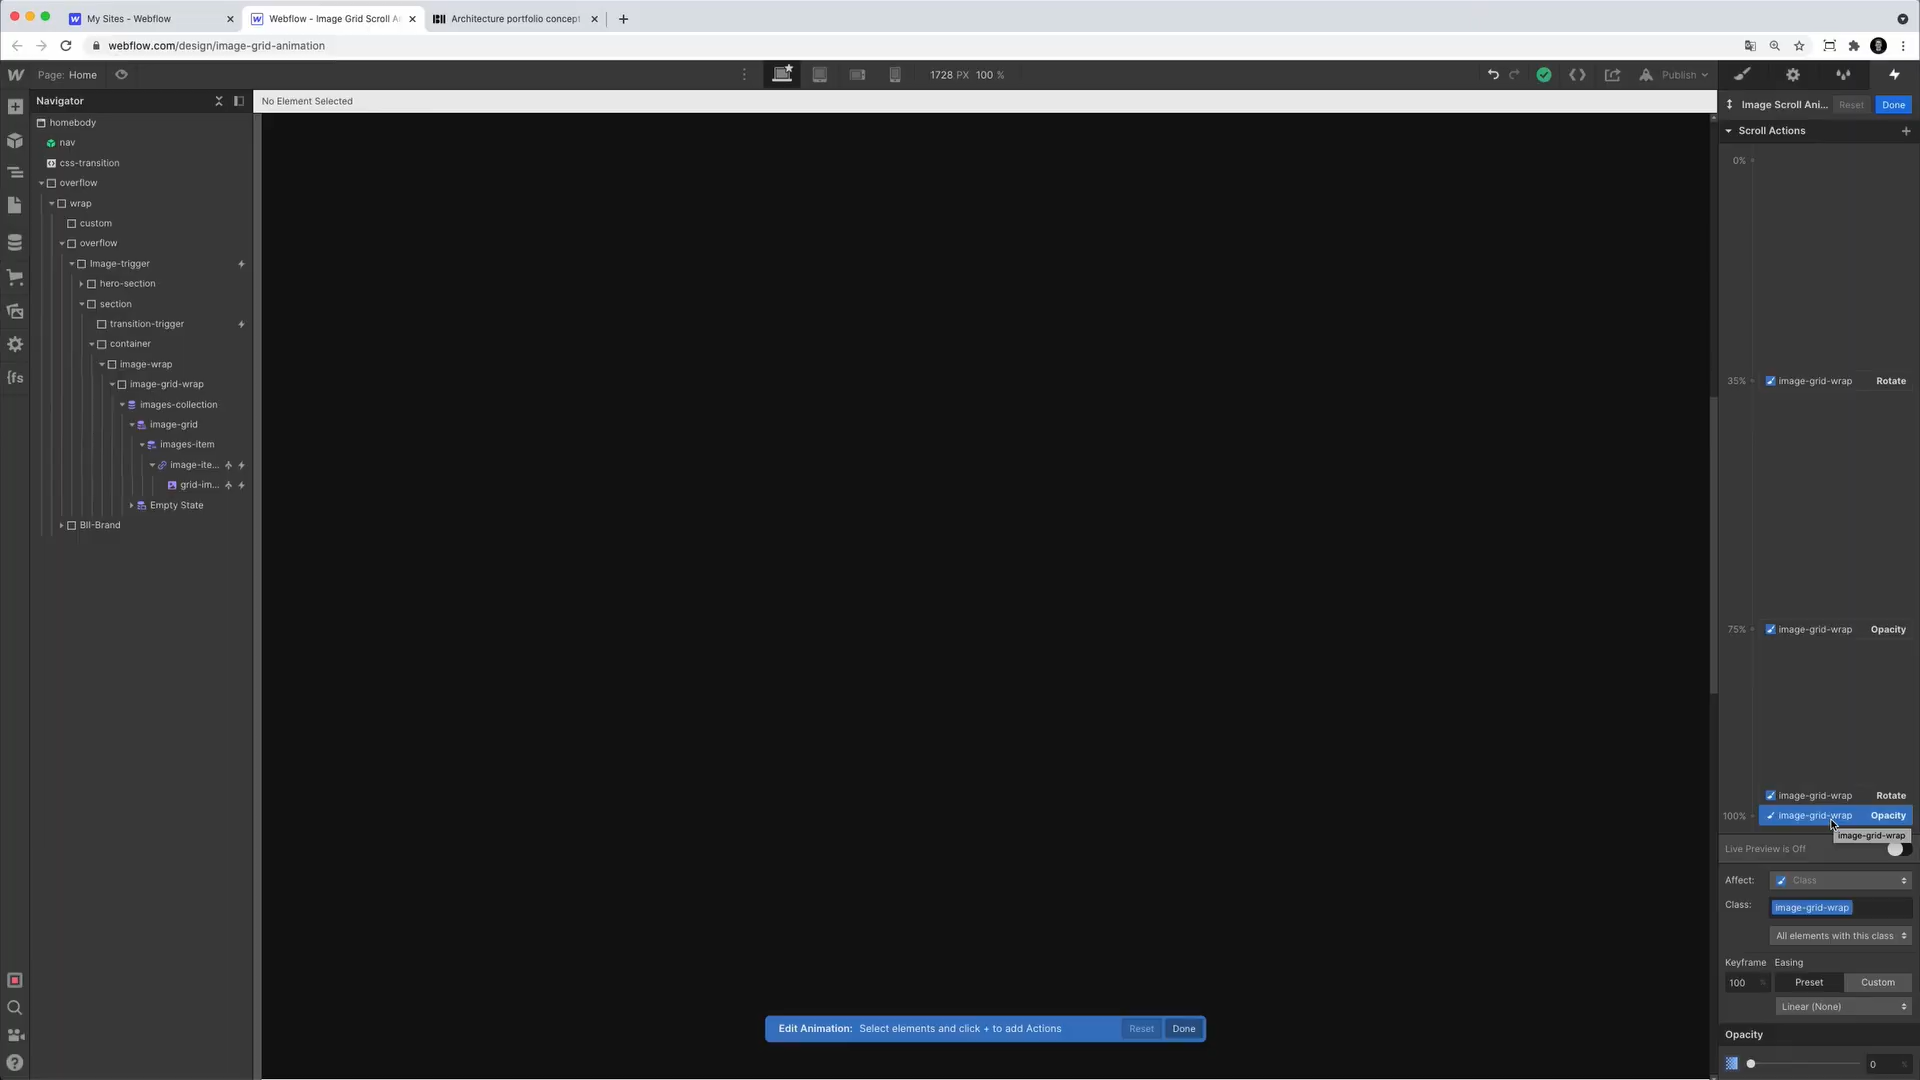 My Sites - Webflow
Webflow - Image Grid Scroll A
Architecture portfolio concept
webflow.com/design/image-grid-animation
Page: Home
1728 PX 100 %
Publish
Navigator
No Element Selected
Image Scroll Ani...
Reset
Done
homebody
nav
css-transition
overflow
wrap
custom
overflow
Image-trigger
hero-section
section
transition-trigger
container
image-wrap
image-grid-wrap
images-collection
image-grid
images-item
image-ite...
grid-im...
Empty State
BII-Brand
{fs
Scroll Actions
0%
35%
image-grid-wrap Rotate
75%
image-grid-wrap Opacity
image-grid-wrap Rotate
100%
image-grid-wrap Opacity
image-grid-wrap
Live Preview is Off
Affect:
Class
Class:
image-grid-wrap
All elements with this class
Keyframe
Easing
100 %
Preset
Custom
Linear (None)
Opacity
0 %
Edit Animation: Select elements and click + to add Actions
Reset
Done